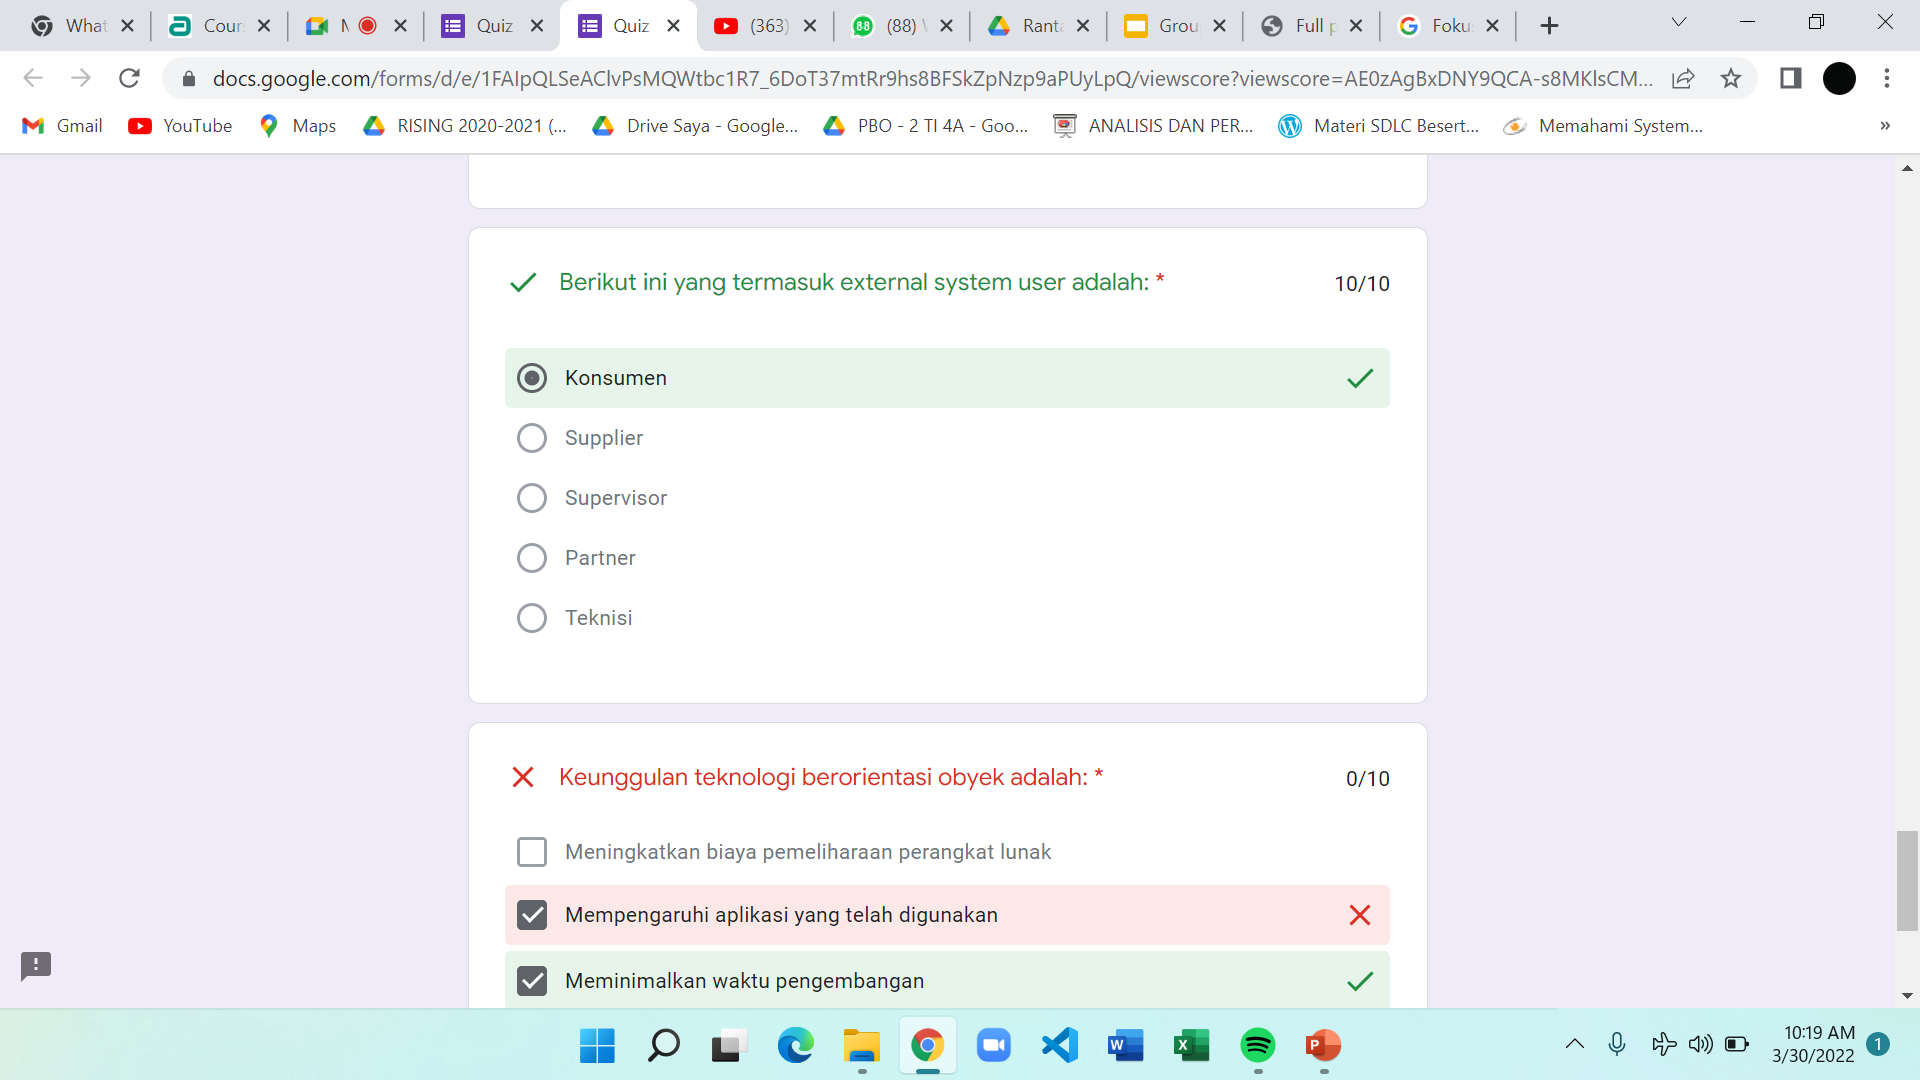 What
Cour
M
Quiz
Quiz
(363)
(88)
Ranta
Grou
Full p
Foku
docs.google.com/forms/d/e/1FAIpQLSeAClvPsMQWtbc1R7_6DoT37mtRr9hs8BFSkZpNzp9aPUyLpQ/viewscore?viewscore=AE0zAgBxDNY9QCA-s8MKlsCM...
Gmail
YouTube
Maps
RISING 2020-2021 (...
Drive Saya - Google...
PBO - 2 TI 4A - Goo...
ANALISIS DAN PER...
Materi SDLC Besert...
Memahami System...
»
Berikut ini yang termasuk external system user adalah: *
10/10
Konsumen
Supplier
Supervisor
Partner
Teknisi
Keunggulan teknologi berorientasi obyek adalah: *
0/10
Meningkatkan biaya pemeliharaan perangkat lunak
Mempengaruhi aplikasi yang telah digunakan
Meminimalkan waktu pengembangan
10:19 AM
3/30/2022
1